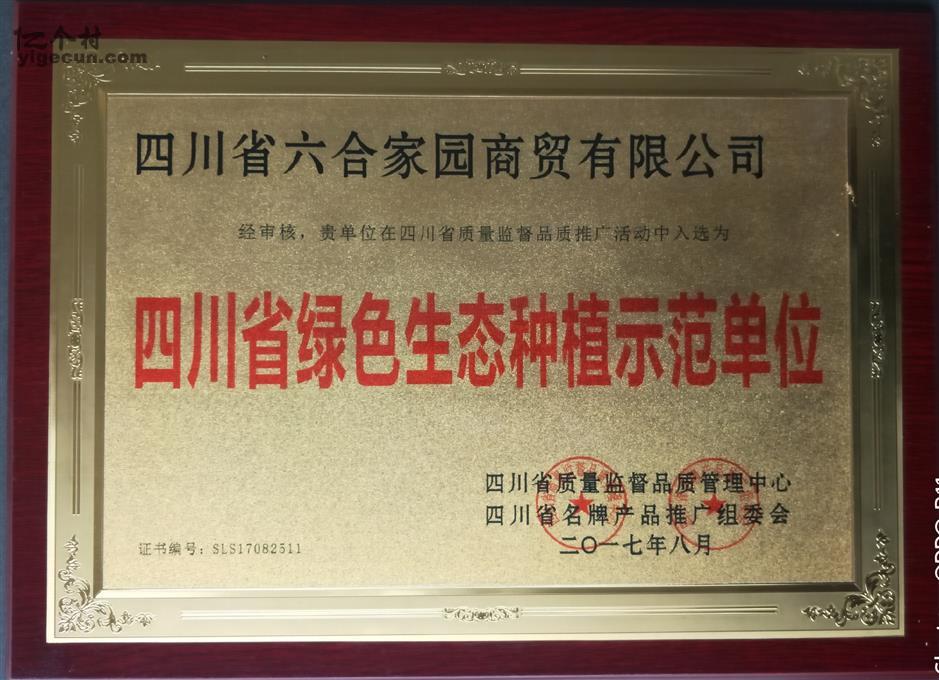 亿个村
yigecun.com
四川省六合家园商贸有限公司
经审核，贵单位在四川省质量监督品质推广活动中入选为
四川省绿色生态种植示范单位
四川省质量监督品质管理中心
四川省名牌产品推广组委会
二〇一七年八月
证书编号：SLS17082511